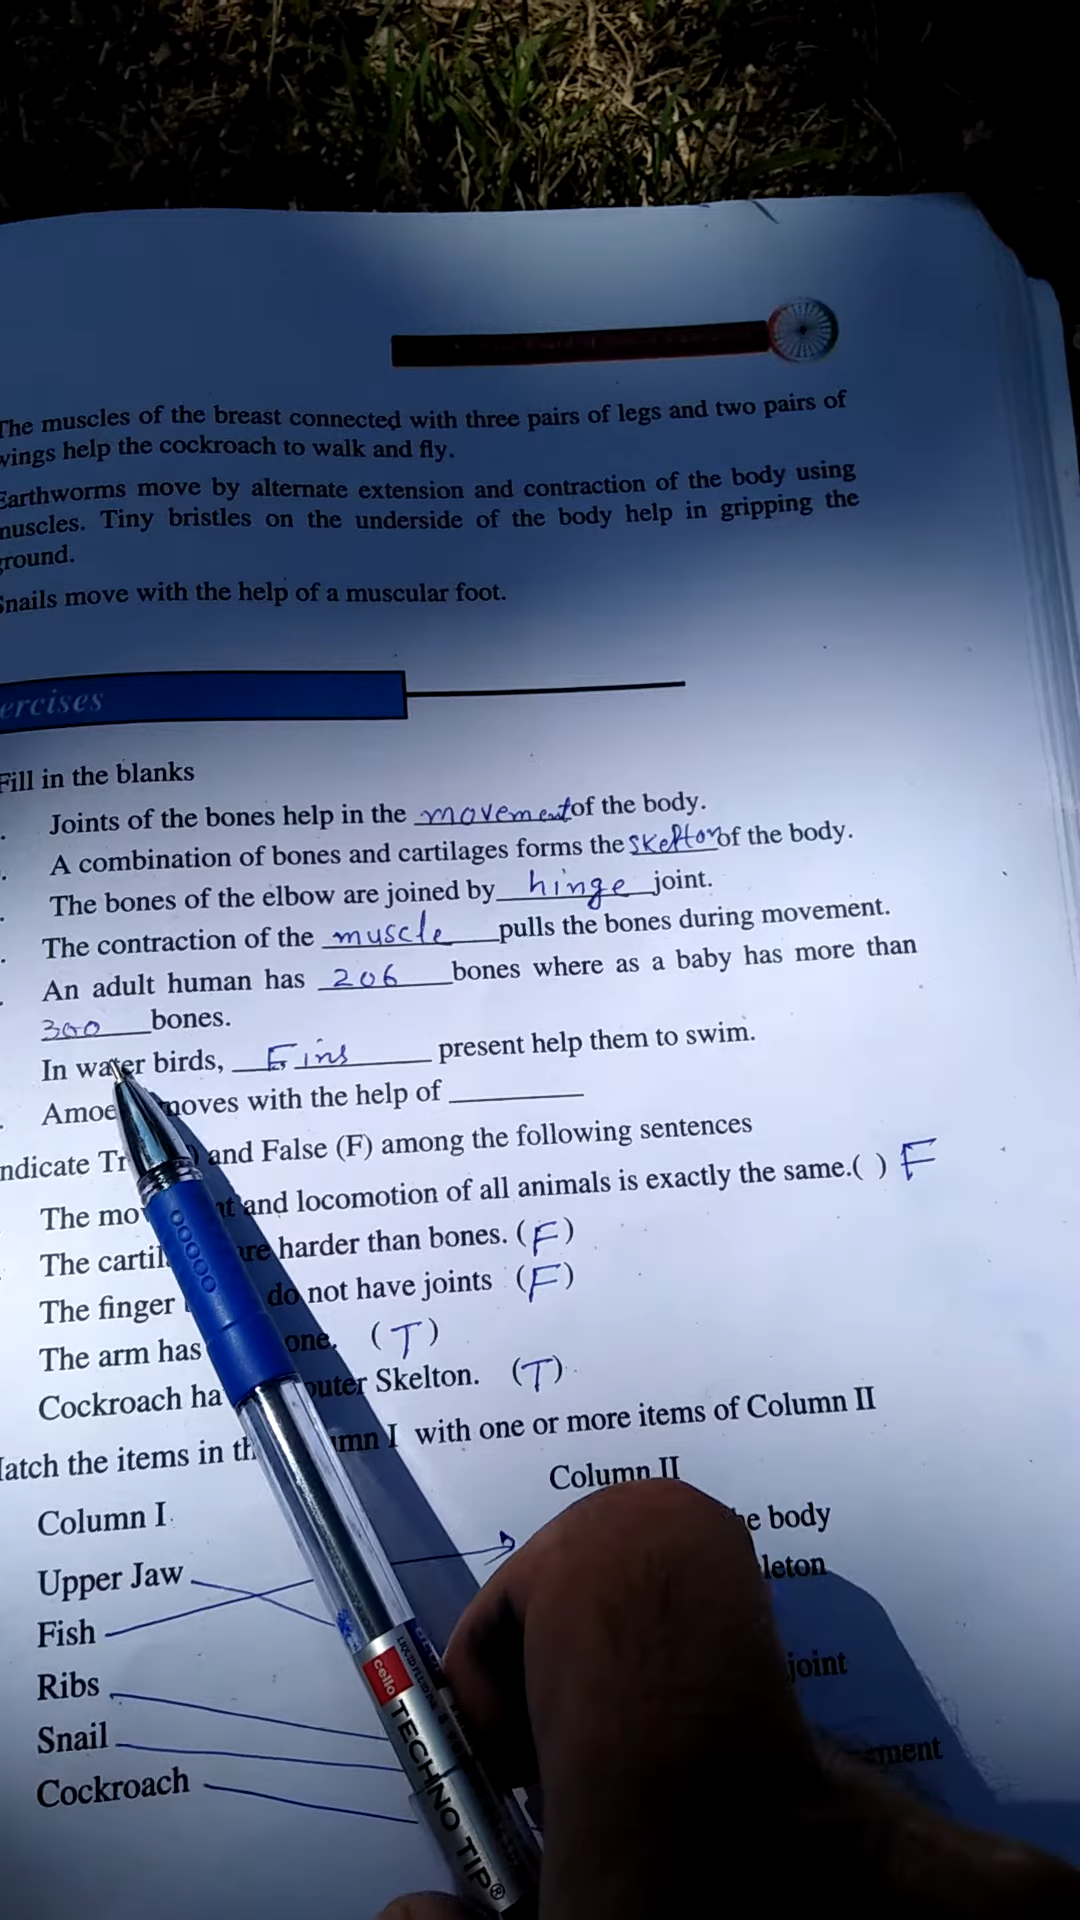 The muscles of the breast connected with three pairs of legs and two pairs of
wings help the cockroach to walk and fly.
Earthworms move by alternate extension and contraction of the body using
muscles. Tiny bristles on the underside of the body help in gripping the
ground.
Snails move with the help of a muscular foot.
ercises
Fill in the blanks
Joints of the bones help in the movement of the body.
A combination of bones and cartilages forms the skelton of the body.
The bones of the elbow are joined by hinge joint.
The contraction of the muscle pulls the bones during movement.
An adult human has 206 bones where as a baby has more than
300 bones.
In water birds, Fins present help them to swim.
Amoe moves with the help of
ndicate Tr and False (F) among the following sentences
The mo and locomotion of all animals is exactly the same.( ) F
The cartil are harder than bones. (F)
The finger do not have joints (F)
The arm has one. (T)
Cockroach ha outer Skelton. (T)
Match the items in th umn I with one or more items of Column II
Column I Column II
Upper Jaw e body
Fish leton
Ribs joint
Snail ment
Cockroach
cello TECHNO TIP®